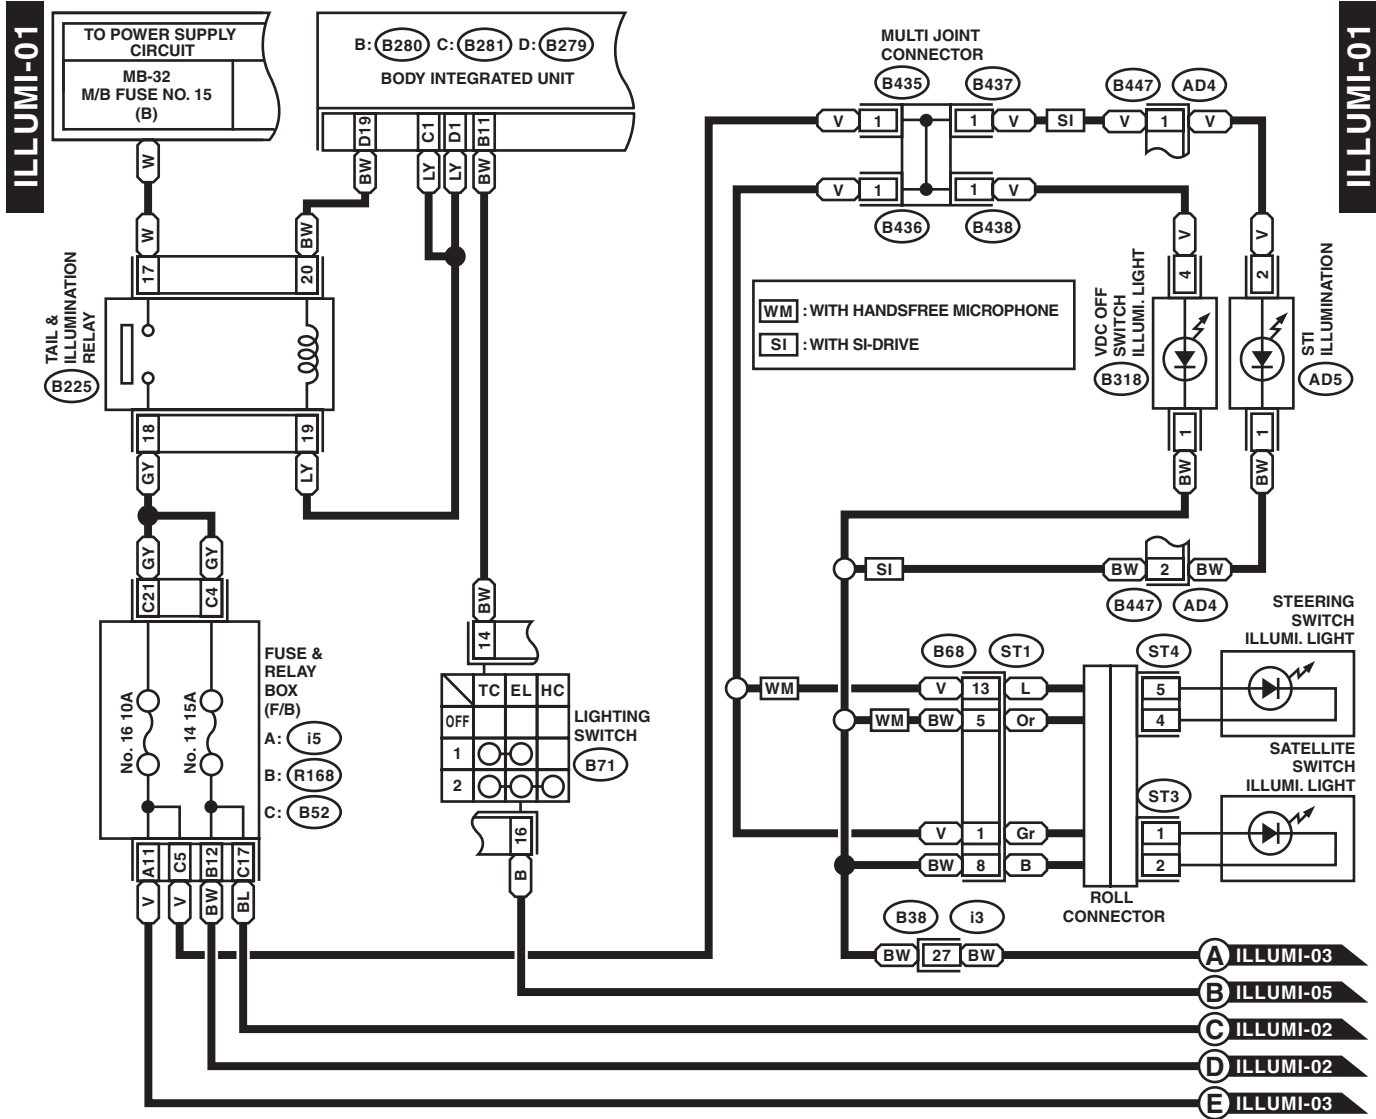 ILLUMI-01
TO POWER SUPPLY
CIRCUIT
MB-32
M/B FUSE NO. 15
(B)
B: B280 C: B281 D: B279
BODY INTEGRATED UNIT
D19 C1 D1 B11
W BW LY LY BW
MULTI JOINT
CONNECTOR
B435 B437 B447 AD4
V 1 1 V SI V 1 V
V 1 1 V
B436 B438
ILLUMI-01
W BW
17 20
TAIL &
ILLUMINATION
RELAY
B225
18 19
GY LY
WM : WITH HANDSFREE MICROPHONE
SI : WITH SI-DRIVE
V V
4 2
VDC OFF
SWITCH
ILLUMI. LIGHT
B318
STI
ILLUMINATION
AD5
1 1
BW BW
SI BW 2 BW
B447 AD4
GY GY
C21 C4
No. 16 10A
No. 14 15A
FUSE &
RELAY
BOX
(F/B)
A: i5
B: R168
C: B52
A11 C5 B12 C17
V V BW BL
BW
14
TC EL HC
OFF
1
2
LIGHTING
SWITCH
B71
16
B
B68 ST1 ST4
WM V 13 L 5
WM BW 5 Or 4
STEERING
SWITCH
ILLUMI. LIGHT
SATELLITE
SWITCH
ILLUMI. LIGHT
ST3
V 1 Gr 1
BW 8 B 2
ROLL
CONNECTOR
B38 i3
BW 27 BW
A ILLUMI-03
B ILLUMI-05
C ILLUMI-02
D ILLUMI-02
E ILLUMI-03